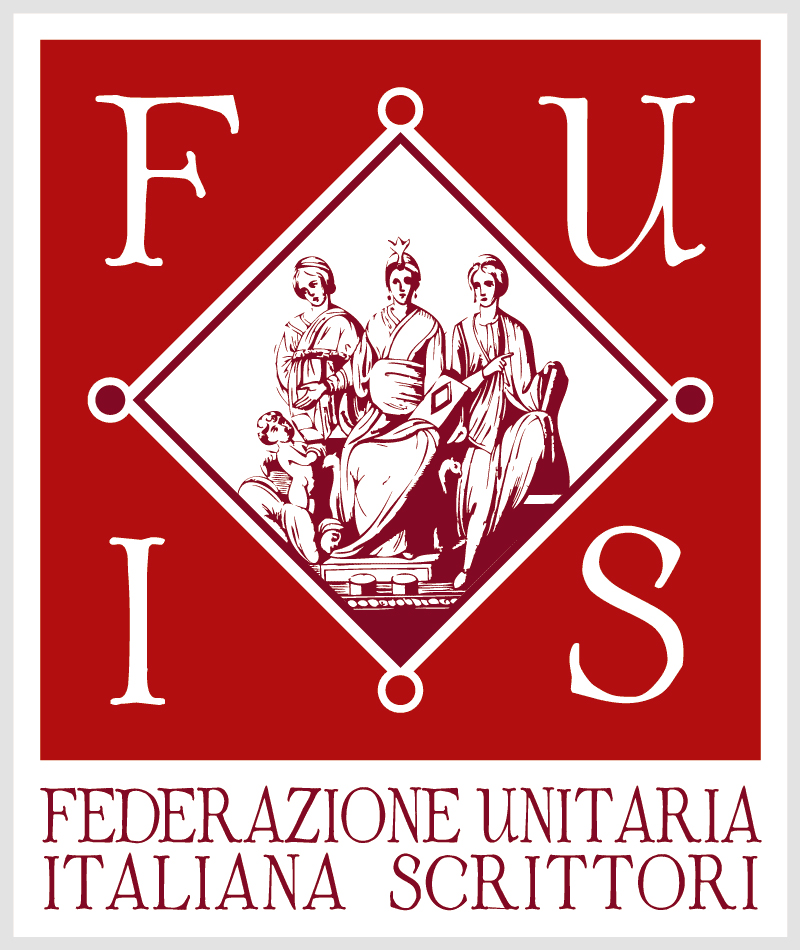 F U
I S
FEDERAZIONE UNITARIA
ITALIANA SCRITTORI